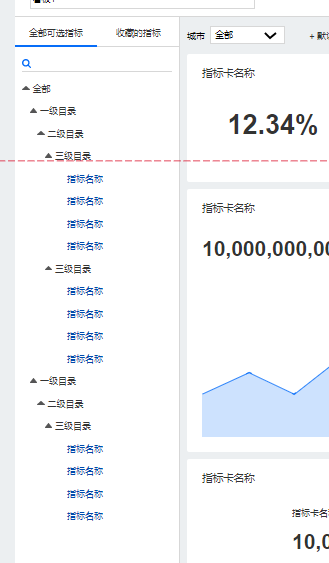 全部可选指标
收藏的指标
全部
一级目录
二级目录
三级目录
指标名称
指标名称
指标名称
指标名称
三级目录
指标名称
指标名称
指标名称
指标名称
一级目录
二级目录
三级目录
指标名称
指标名称
指标名称
指标名称
城市 全部 + 默
指标卡名称
12.34%
指标卡名称
10,000,000,00
指标卡名称
指标卡名
10,0